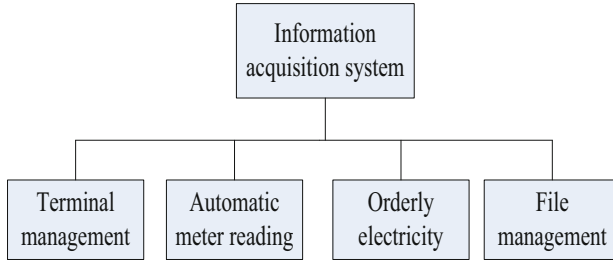 Information
acquisition system
Terminal
management
Automatic
meter reading
Orderly
electricity
File
management